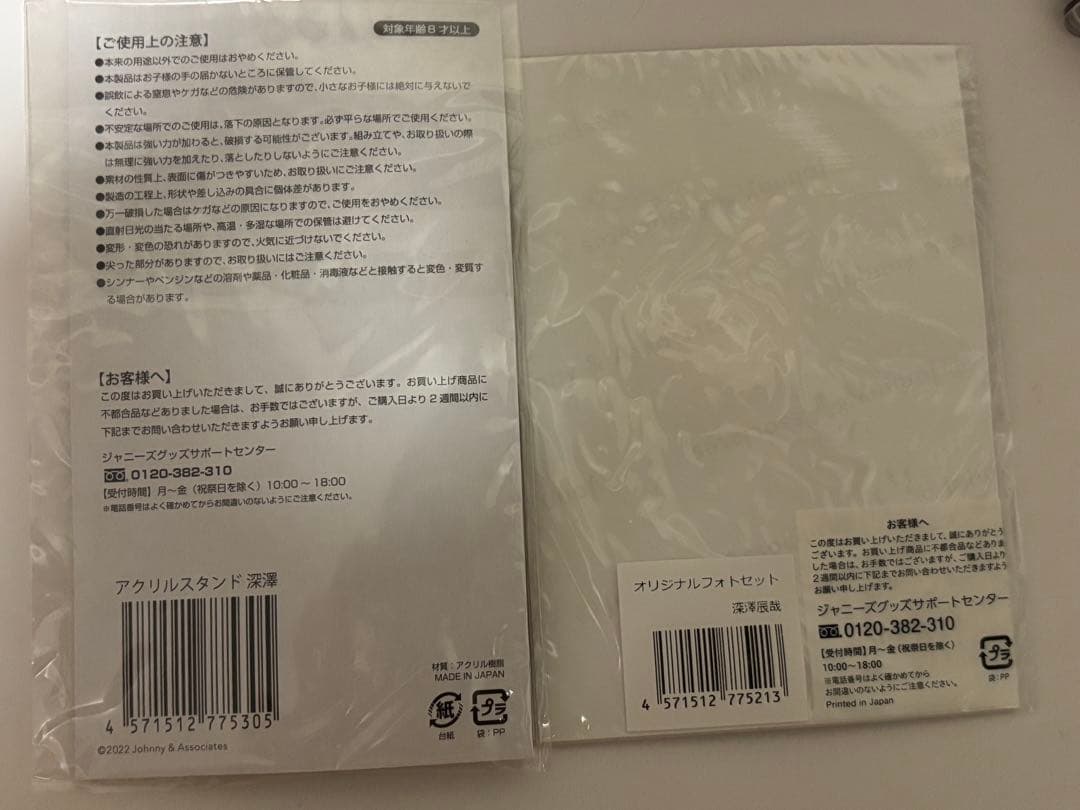 対象年齢8才以上
【ご使用上の注意】
●本来の用途以外でのご使用はおやめください。
●本製品はお子様の手の届かないところに保管してください。
●誤飲による窒息やケガなどの危険がありますので、小さなお子様には絶対に与えないで
ください。
●不安定な場所でのご使用は、落下の原因となります。必ず平らな場所でご使用ください。
●本製品は強い力が加わると、破損する可能性がございます。組み立てや、お取り扱いの際
は無理に強い力を加えたり、落としたりしないようにご注意ください。
●素材の性質上、表面に傷がつきやすいため、お取り扱いにご注意ください。
●製造の工程上、形状や差し込みの具合に個体差があります。
●万一破損した場合はケガなどの原因になりますので、ご使用をおやめください。
●直射日光の当たる場所や、高温・多湿な場所での保管は避けてください。
●変形・変色の恐れがありますので、火気に近づけないでください。
●尖った部分がありますので、お取り扱いにはご注意ください。
●シンナーやベンジンなどの溶剤や薬品・化粧品・消毒液などと接触すると変色・変質す
る場合があります。
【お客様へ】
この度はお買い上げいただきまして、誠にありがとうございます。お買い上げ商品に
不都合品などありました場合は、お手数ではございますが、ご購入日より2週間以内に
下記までお問い合わせいただきますようお願い申し上げます。
ジャニーズグッズサポートセンター
0120-382-310
【受付時間】月～金（祝祭日を除く）10:00～18:00
※電話番号はよく確かめてからお間違いのないようにご注意ください。
アクリルスタンド 深澤
4 571512 775305
©2022 Johnny & Associates
材質：アクリル樹脂
MADE IN JAPAN
紙
台紙
プラ
袋：PP
オリジナルフォトセット
深澤辰哉
4 571512 775213
お客様へ
この度はお買い上げいただきまして、誠にありがとう
ございます。お買い上げ商品に不都合品などありま
した場合は、お手数ではございますが、ご購入日より
2週間以内に下記までお問い合わせいただきますよう
お願い申し上げます。
ジャニーズグッズサポートセンター
0120-382-310
【受付時間】月～金（祝祭日を除く）
10:00～18:00
※電話番号はよく確かめてから
お間違いのないようにご注意ください。
Printed in Japan
プラ
袋：PP